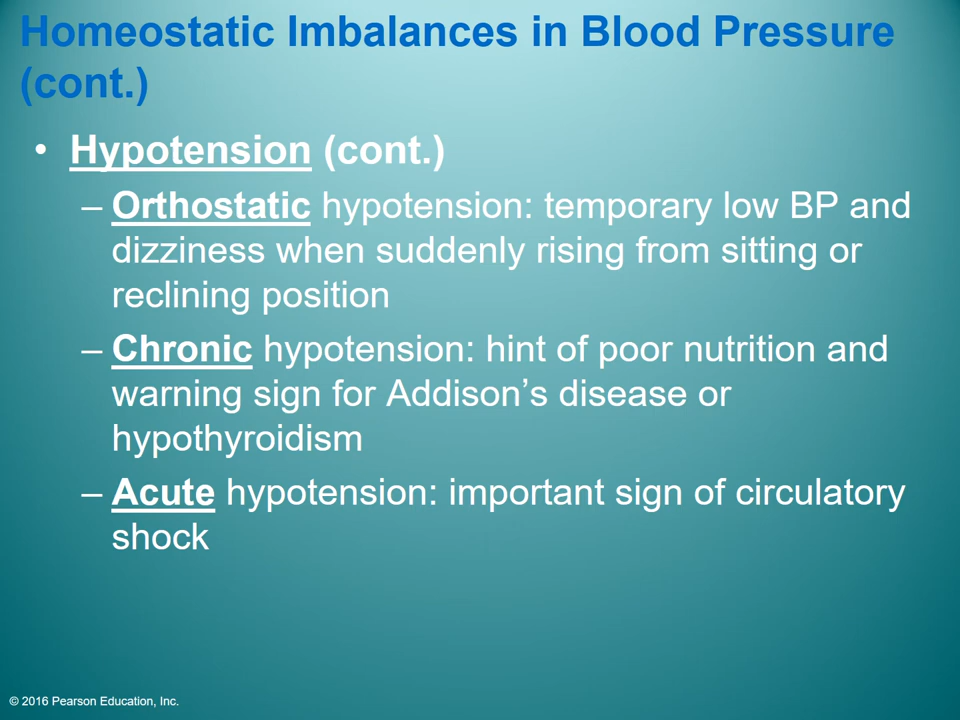 Homeostatic Imbalances in Blood Pressure
(cont.)
• Hypotension (cont.)
– Orthostatic hypotension: temporary low BP and
dizziness when suddenly rising from sitting or
reclining position
– Chronic hypotension: hint of poor nutrition and
warning sign for Addison’s disease or
hypothyroidism
– Acute hypotension: important sign of circulatory
shock
© 2016 Pearson Education, Inc.